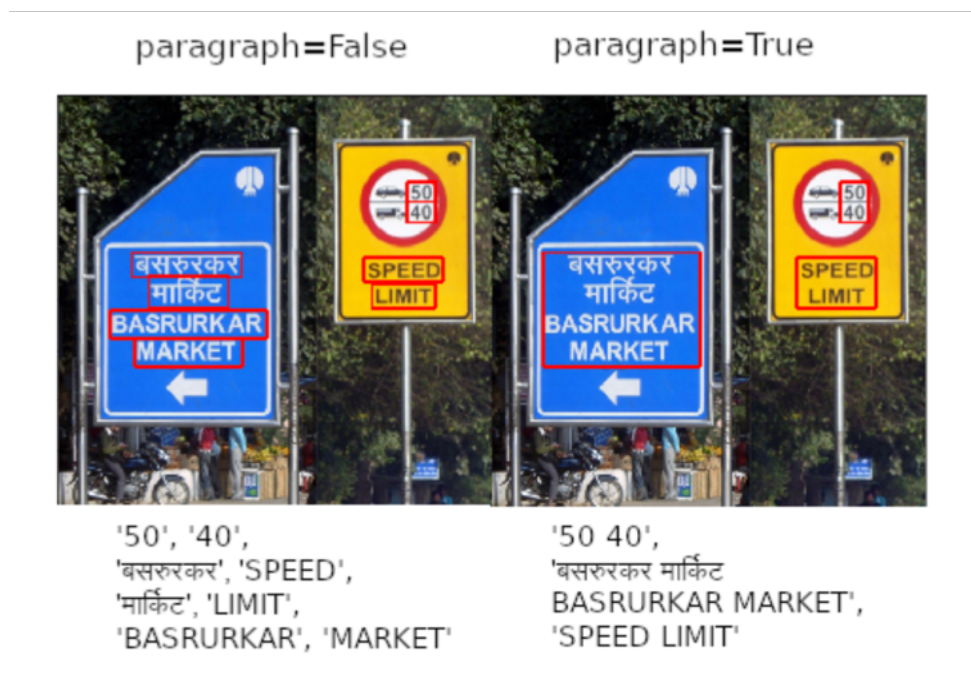 paragraph=False
paragraph=True
बसरुरकर
मार्किट
BASRURKAR
MARKET
50
40
SPEED
LIMIT
बसरुरकर
मार्किट
BASRURKAR
MARKET
50
40
SPEED
LIMIT
'50', '40',
'बसरुरकर', 'SPEED',
'मार्किट', 'LIMIT',
'BASRURKAR', 'MARKET'
'50 40',
'बसरुरकर मार्किट
BASRURKAR MARKET',
'SPEED LIMIT'